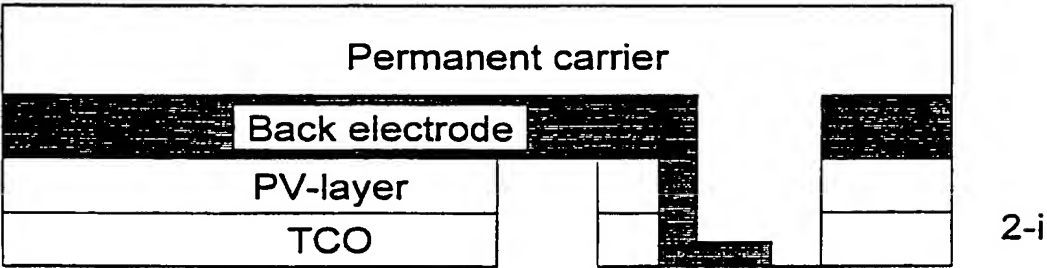 Permanent carrier
Back electrode
PV-layer
TCO
2-i